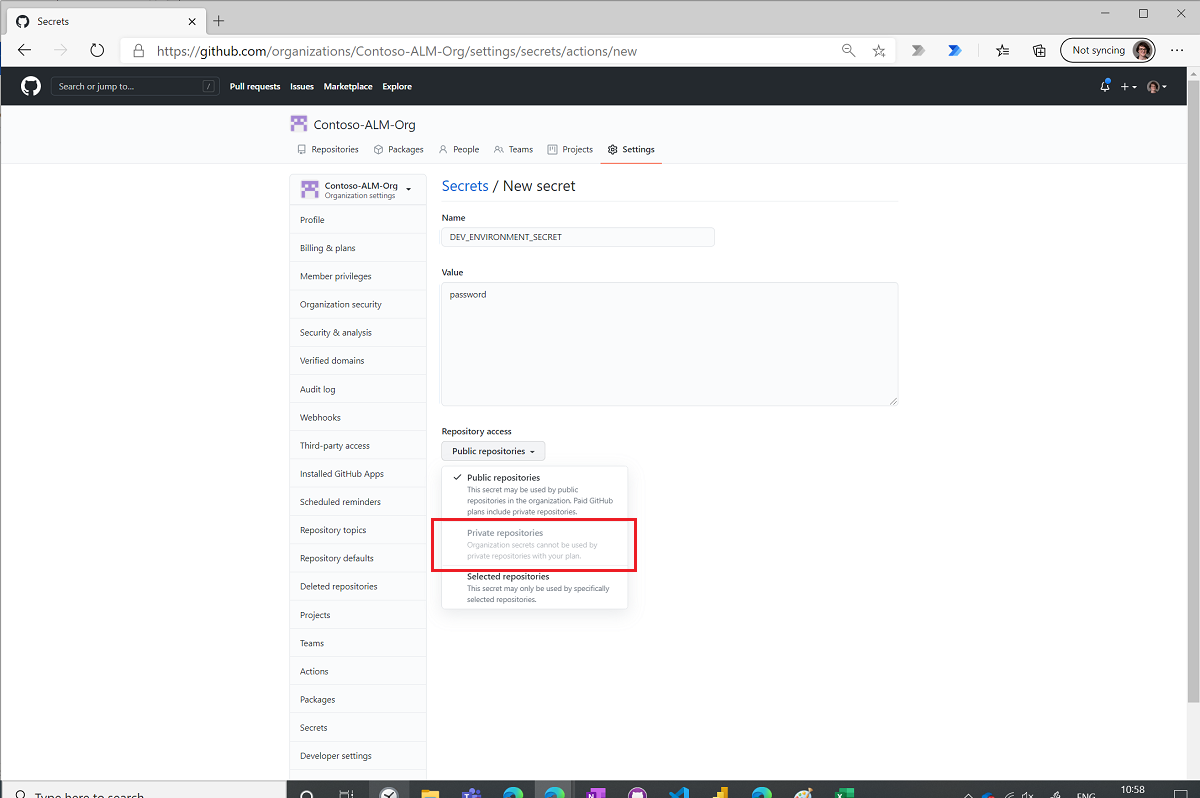 Secrets
https://github.com/organizations/Contoso-ALM-Org/settings/secrets/actions/new
Not syncing
Search or jump to...
/
Pull requests
Issues
Marketplace
Explore
Contoso-ALM-Org
Repositories
Packages
People
Teams
Projects
Settings
Contoso-ALM-Org
Organization settings
Profile
Billing & plans
Member privileges
Organization security
Security & analysis
Verified domains
Audit log
Webhooks
Third-party access
Installed GitHub Apps
Scheduled reminders
Repository topics
Repository defaults
Deleted repositories
Projects
Teams
Actions
Packages
Secrets
Developer settings
Secrets / New secret
Name
DEV_ENVIRONMENT_SECRET
Value
password
Repository access
Public repositories
Public repositories
This secret may be used by public
repositories in the organization. Paid GitHub
plans include private repositories.
Private repositories
Organization secrets cannot be used by
private repositories with your plan.
Selected repositories
This secret may only be used by specifically
selected repositories.
Type here to search
ENG
10:58